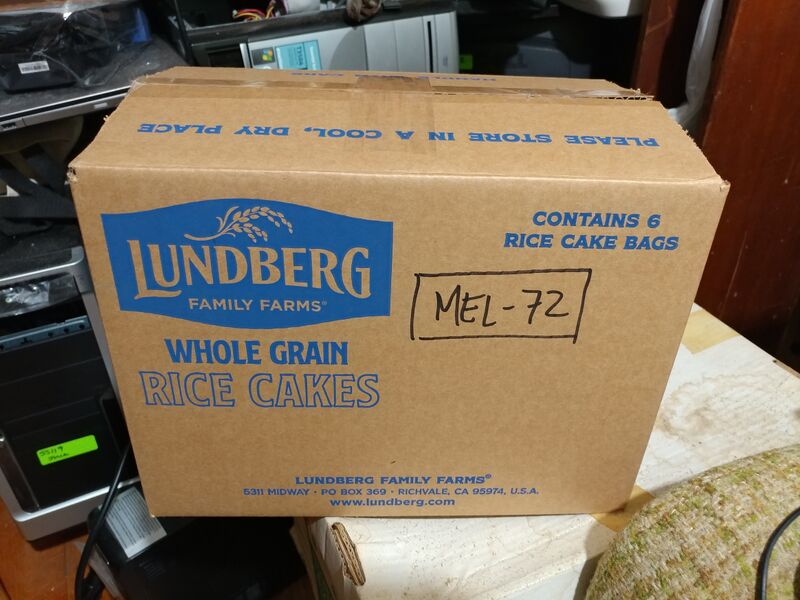 PLEASE STORE IN A COOL, DRY PLACE
LUNDBERG
FAMILY FARMS®
CONTAINS 6
RICE CAKE BAGS
MEL-72
WHOLE GRAIN
RICE CAKES
LUNDBERG FAMILY FARMS®
5311 MIDWAY • PO BOX 369 • RICHVALE, CA 95974, U.S.A.
www.lundberg.com